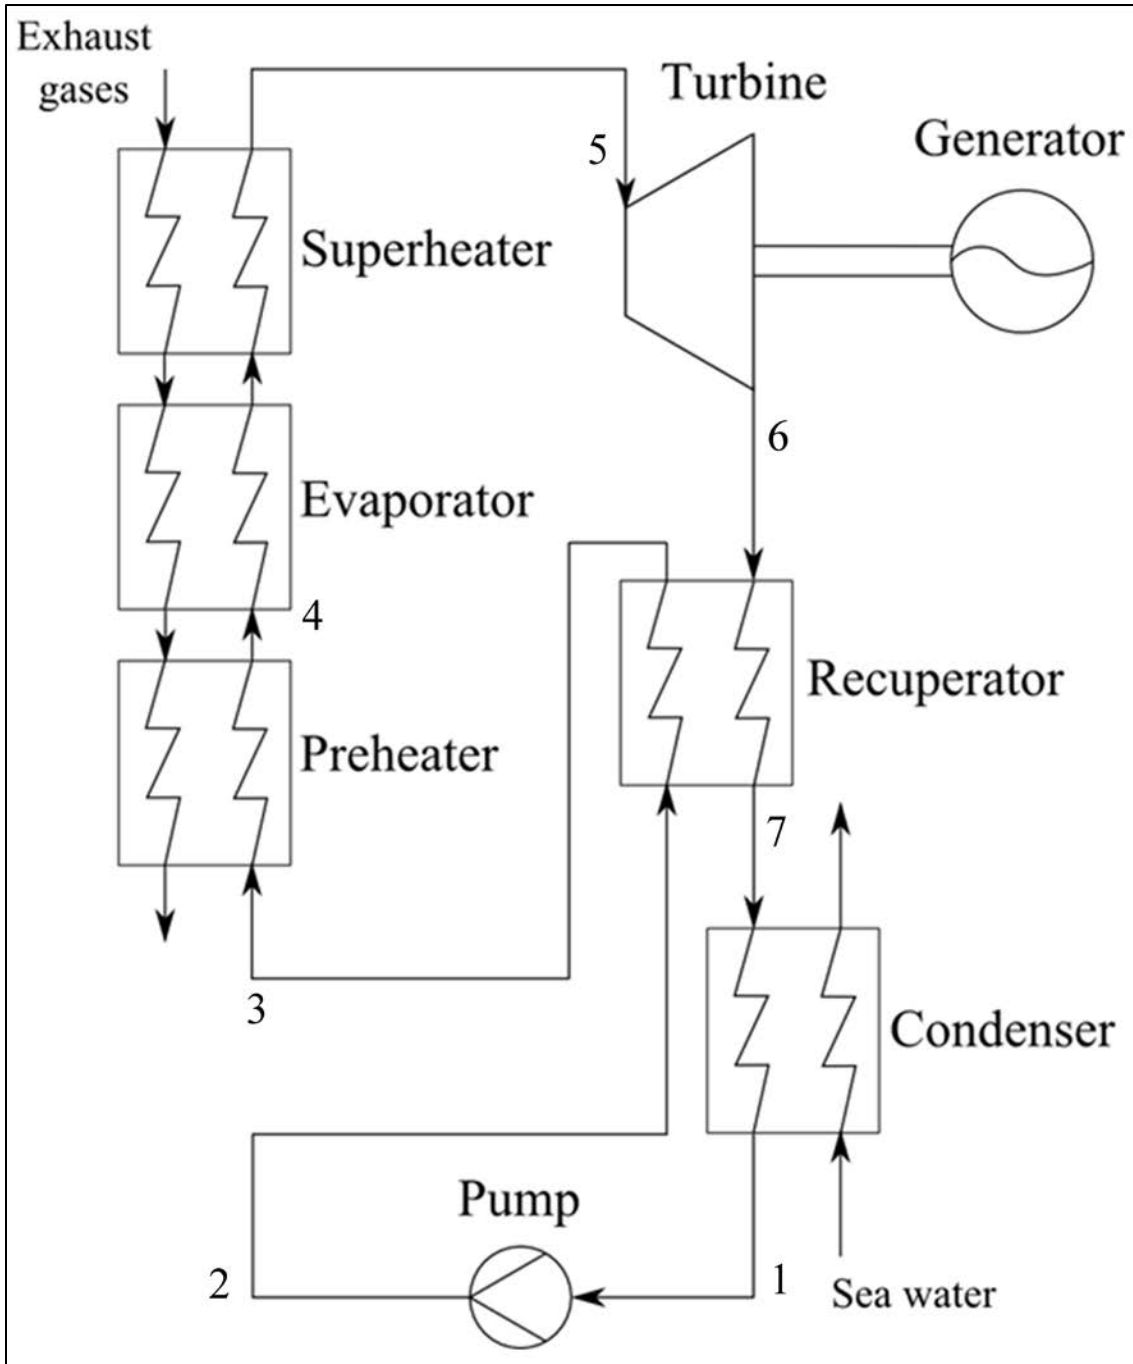 Exhaust
gases
Turbine
Generator
5
Superheater
6
Evaporator
4
Recuperator
Preheater
7
3
Condenser
Pump
2
1
Sea water